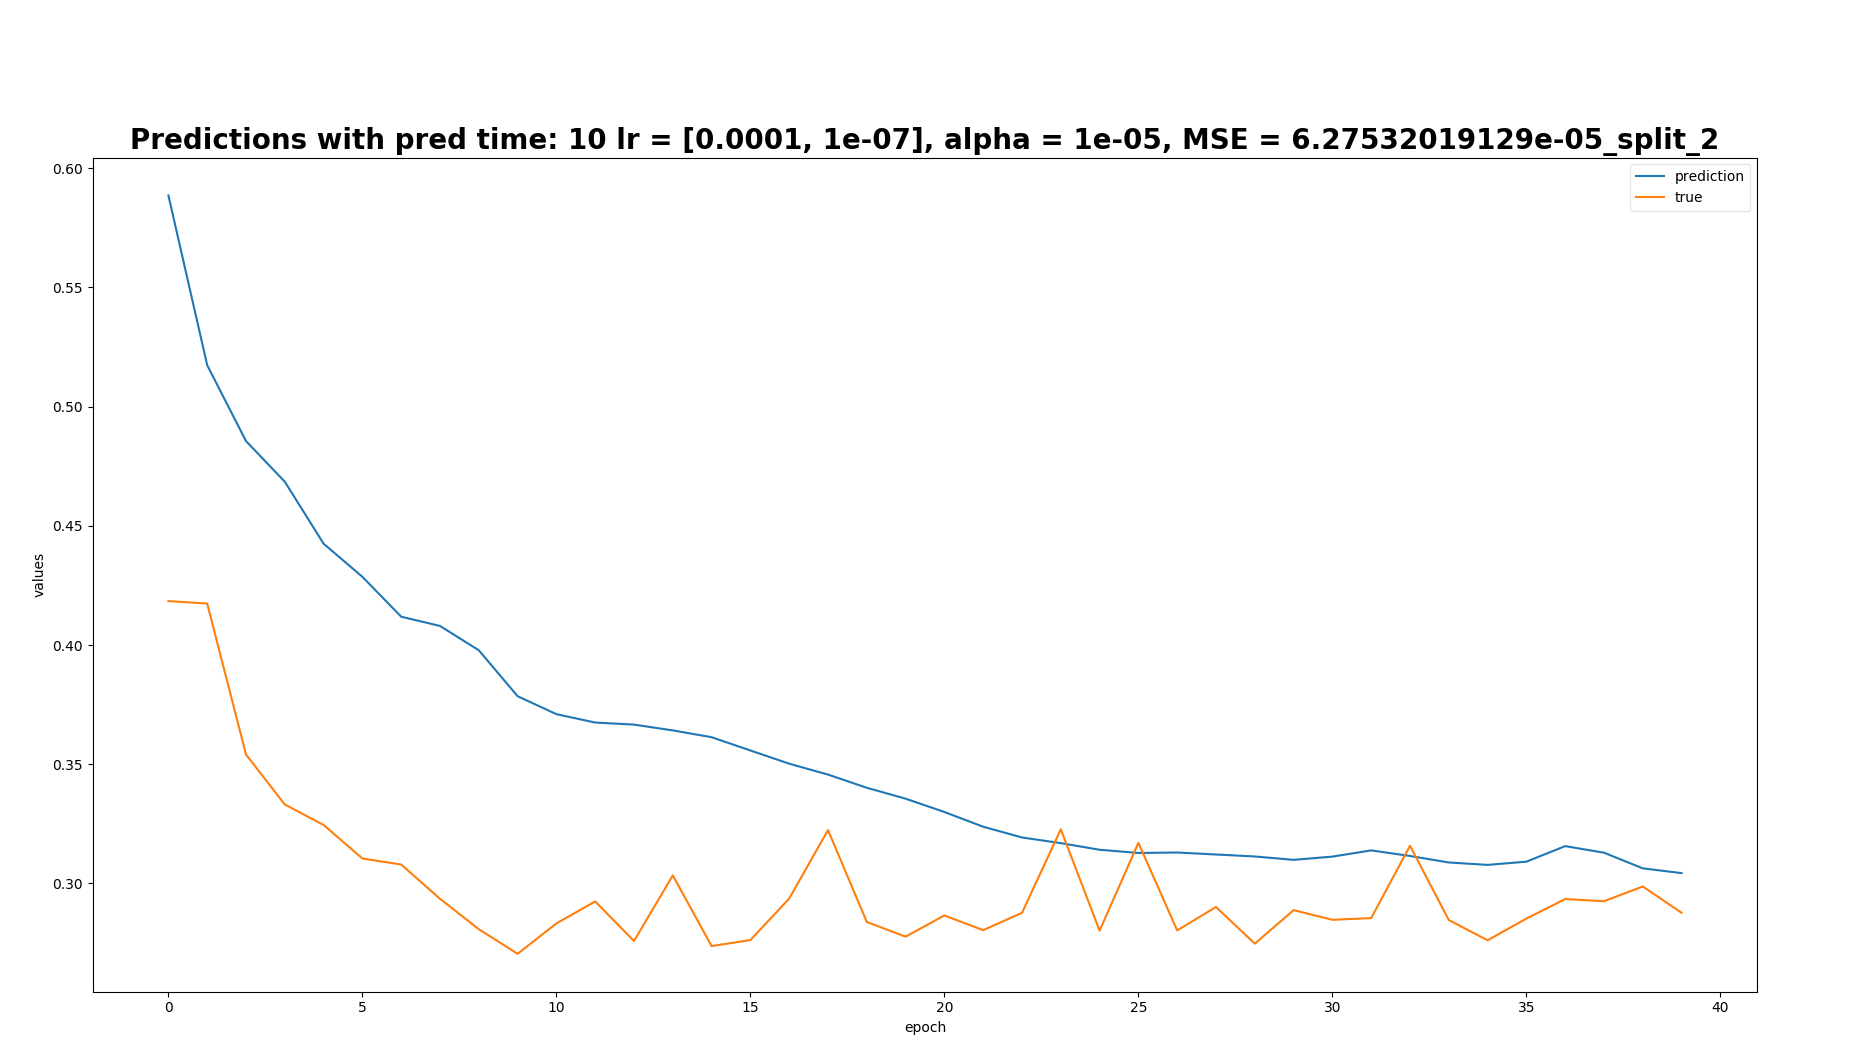 Predictions with pred time: 10 lr = [0.0001, 1e-07], alpha = 1e-05, MSE = 6.27532019129e-05_split_2
prediction
true
values
0.60
0.55
0.50
0.45
0.40
0.35
0.30
0 5 10 15 20 25 30 35 40
epoch